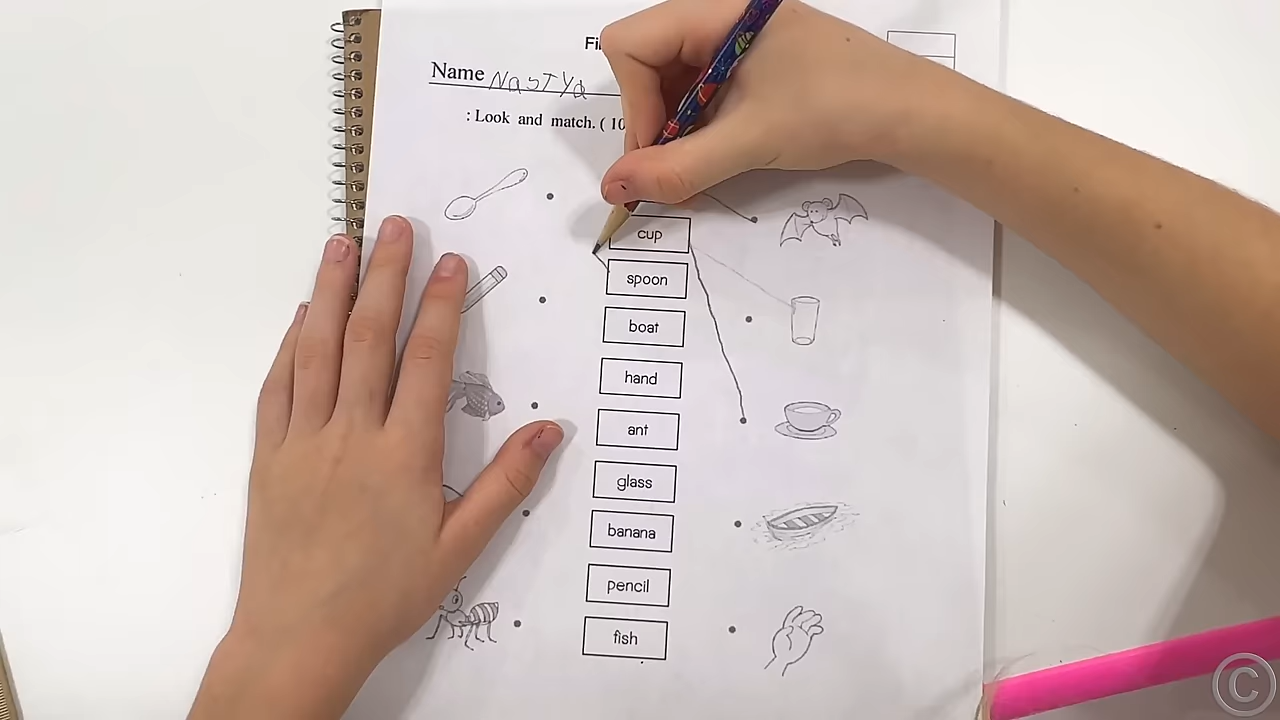 Name Nastya
: Look and match. ( 10
cup
spoon
boat
hand
ant
glass
banana
pencil
fish
©